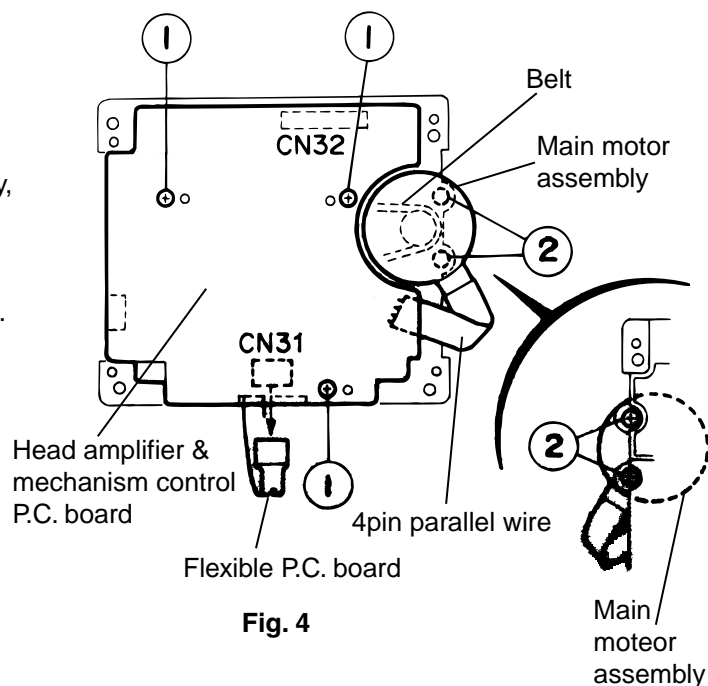 1
1
Belt
CN32
Main motor
assembly
y,
2
.
CN31
2
Head amplifier &
mechanism control
P.C. board
1
4pin parallel wire
Flexible P.C. board
Fig. 4
Main
moteor
assembly